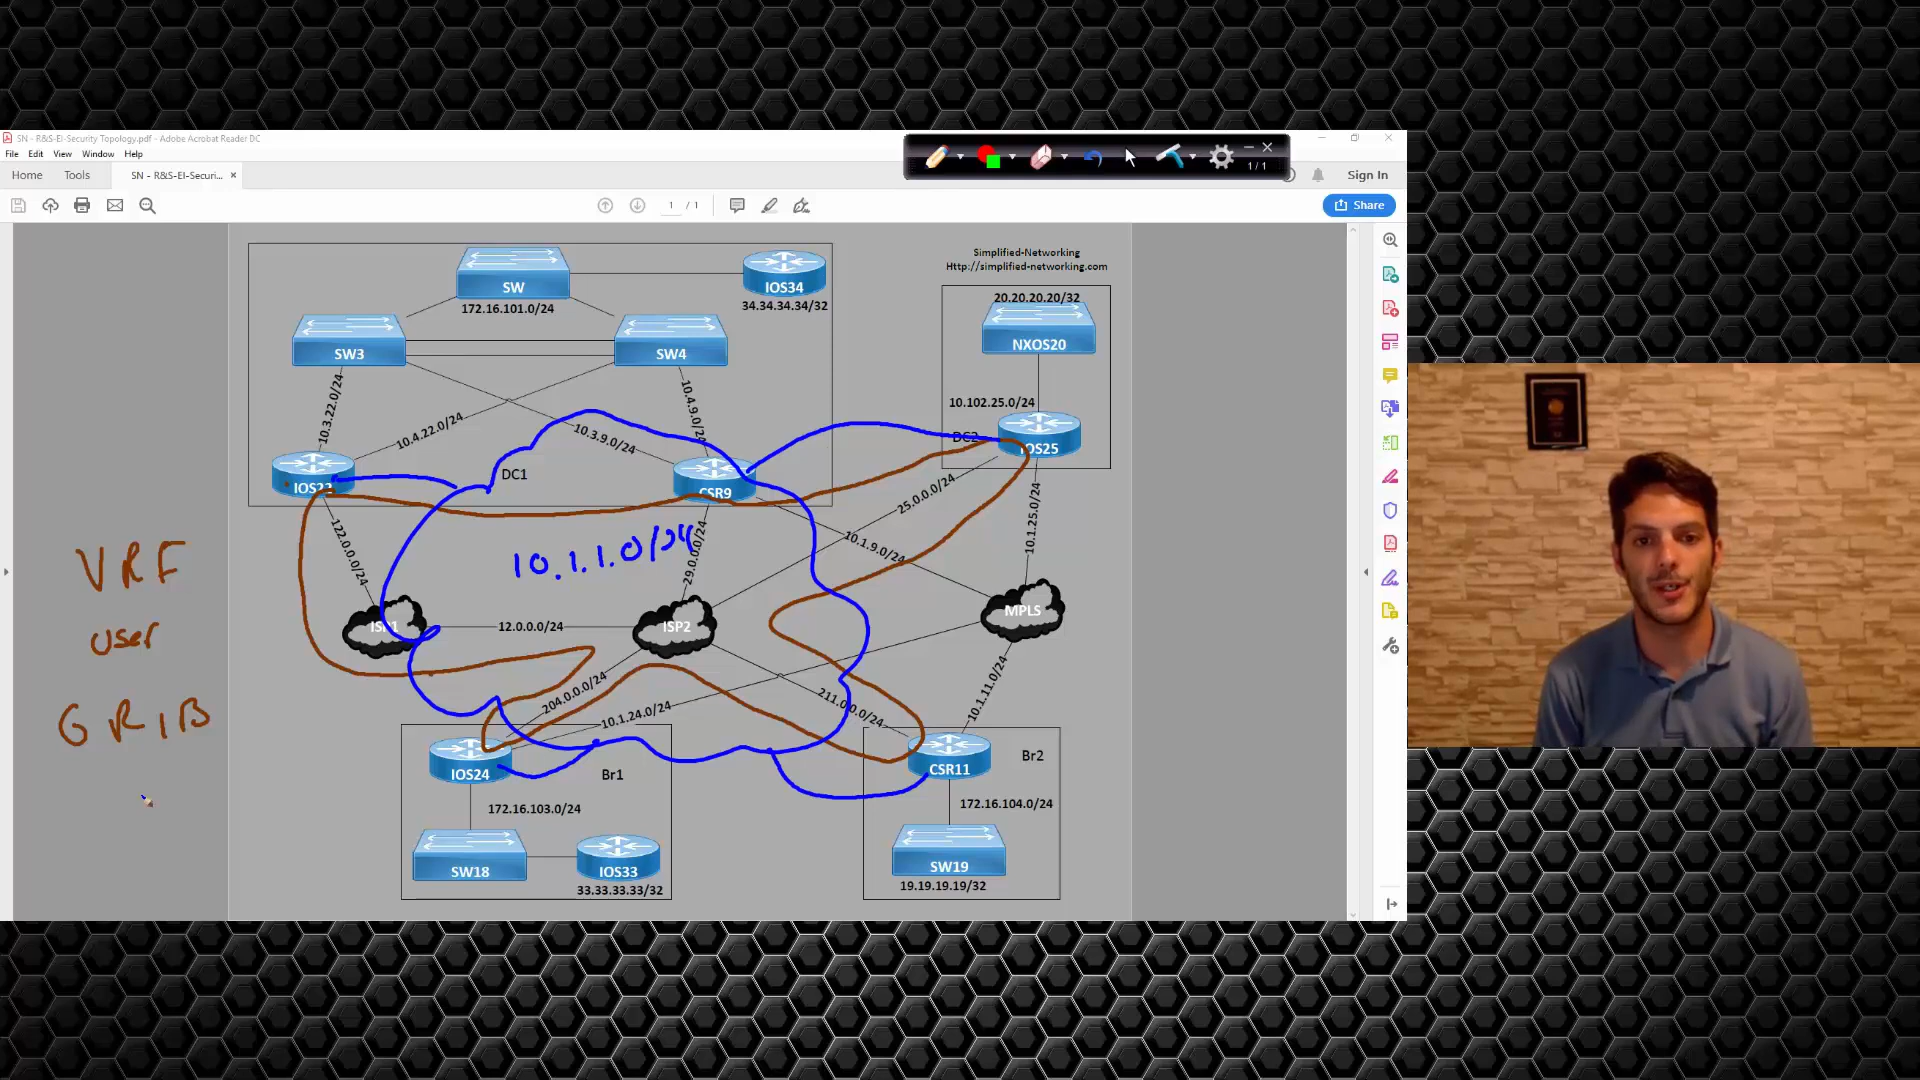 SN - R&S-EI-Security Topology.pdf - Adobe Acrobat Reader DC
File Edit View Window Help
1/1
Home Tools SN - R&S-EI-Securi... × Sign In
1 / 1 Share
Simplified-Networking
Http://simplified-networking.com
SW
172.16.101.0/24
IOS34
34.34.34.34/32
20.20.20.20/32
NXOS20
SW3
SW4
10.3.22.0/24
10.4.22.0/24
10.3.9.0/24
10.4.9.0/24
10.102.25.0/24
DC2
IOS25
IOS22
DC1
CSR9
122.0.0.0/24
10.1.1.0/24
29.0.0.0/24
25.0.0.0/24
10.1.9.0/24
10.1.25.0/24
VRF
user
GRIB
ISP1
12.0.0.0/24
ISP2
MPLS
204.0.0.0/24
10.1.24.0/24
211.0.0.0/24
10.1.11.0/24
IOS24
Br1
CSR11
Br2
172.16.103.0/24
172.16.104.0/24
SW18
IOS33
33.33.33.33/32
SW19
19.19.19.19/32